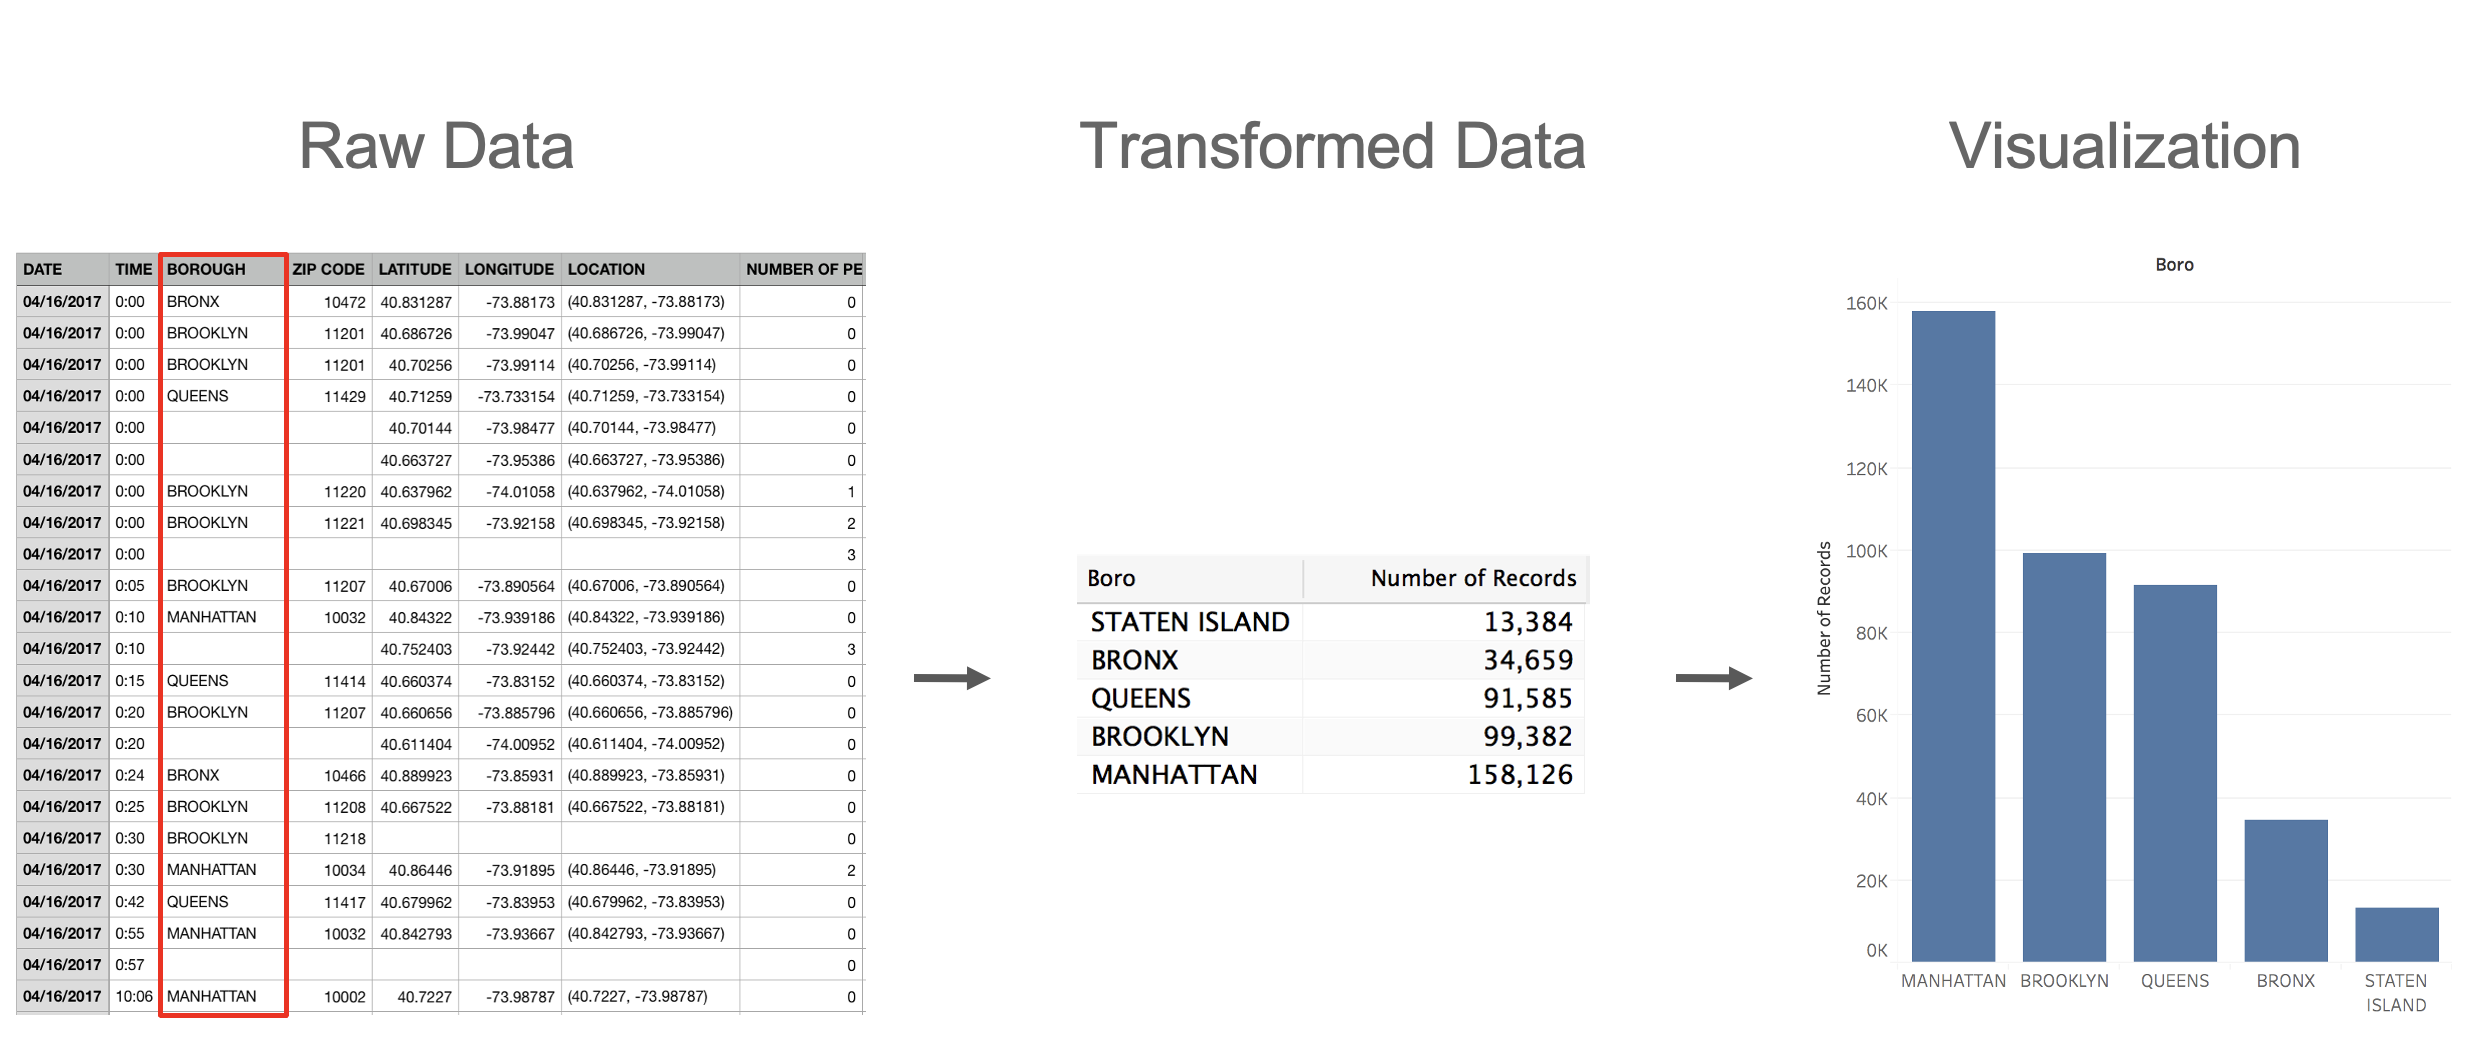 Raw Data
Transformed Data
Visualization
DATE TIME BOROUGH ZIP CODE LATITUDE LONGITUDE LOCATION NUMBER OF PE
04/16/2017 0:00 BRONX 10472 40.831287 -73.88173 (40.831287, -73.88173) 0
04/16/2017 0:00 BROOKLYN 11201 40.686726 -73.99047 (40.686726, -73.99047) 0
04/16/2017 0:00 BROOKLYN 11201 40.70256 -73.99114 (40.70256, -73.99114) 0
04/16/2017 0:00 QUEENS 11429 40.71259 -73.733154 (40.71259, -73.733154) 0
04/16/2017 0:00 40.70144 -73.98477 (40.70144, -73.98477) 0
04/16/2017 0:00 40.663727 -73.95386 (40.663727, -73.95386) 0
04/16/2017 0:00 BROOKLYN 11220 40.637962 -74.01058 (40.637962, -74.01058) 1
04/16/2017 0:00 BROOKLYN 11221 40.698345 -73.92158 (40.698345, -73.92158) 2
04/16/2017 0:00 3
04/16/2017 0:05 BROOKLYN 11207 40.67006 -73.890564 (40.67006, -73.890564) 0
04/16/2017 0:10 MANHATTAN 10032 40.84322 -73.939186 (40.84322, -73.939186) 0
04/16/2017 0:10 40.752403 -73.92442 (40.752403, -73.92442) 3
04/16/2017 0:15 QUEENS 11414 40.660374 -73.83152 (40.660374, -73.83152) 0
04/16/2017 0:20 BROOKLYN 11207 40.660656 -73.885796 (40.660656, -73.885796) 0
04/16/2017 0:20 40.611404 -74.00952 (40.611404, -74.00952) 0
04/16/2017 0:24 BRONX 10466 40.889923 -73.85931 (40.889923, -73.85931) 0
04/16/2017 0:25 BROOKLYN 11208 40.667522 -73.88181 (40.667522, -73.88181) 0
04/16/2017 0:30 BROOKLYN 11218 0
04/16/2017 0:30 MANHATTAN 10034 40.86446 -73.91895 (40.86446, -73.91895) 2
04/16/2017 0:42 QUEENS 11417 40.679962 -73.83953 (40.679962, -73.83953) 0
04/16/2017 0:55 MANHATTAN 10032 40.842793 -73.93667 (40.842793, -73.93667) 0
04/16/2017 0:57 0
04/16/2017 10:06 MANHATTAN 10002 40.7227 -73.98787 (40.7227, -73.98787) 0
Boro Number of Records
STATEN ISLAND 13,384
BRONX 34,659
QUEENS 91,585
BROOKLYN 99,382
MANHATTAN 158,126
Boro
Number of Records
160K
140K
120K
100K
80K
60K
40K
20K
0K
MANHATTAN BROOKLYN QUEENS BRONX STATEN
ISLAND